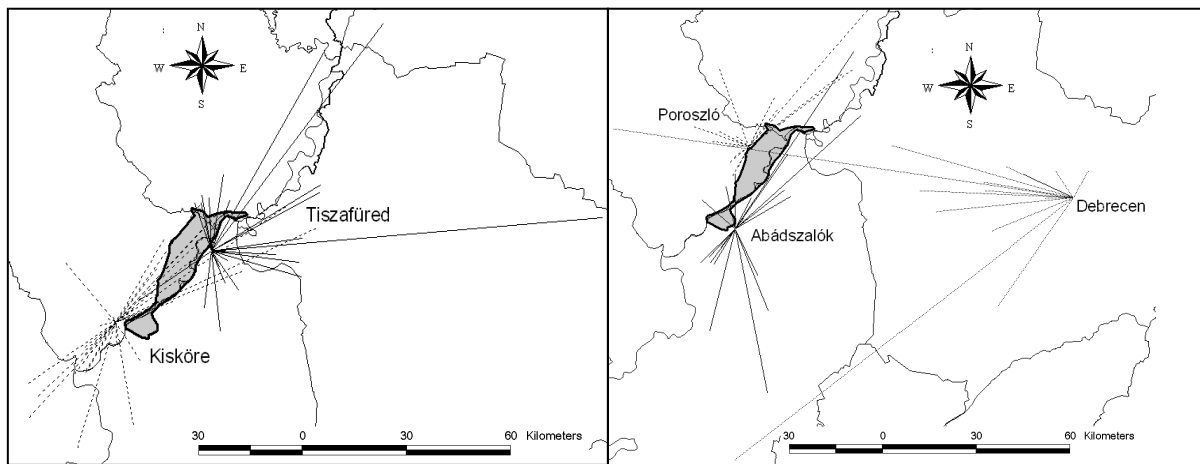 N
W E
S
Tiszafüred
Kisköre
30 0 30 60 Kilometers
N
W E
S
Poroszló
Debrecen
Abádszalók
30 0 30 60 Kilometers